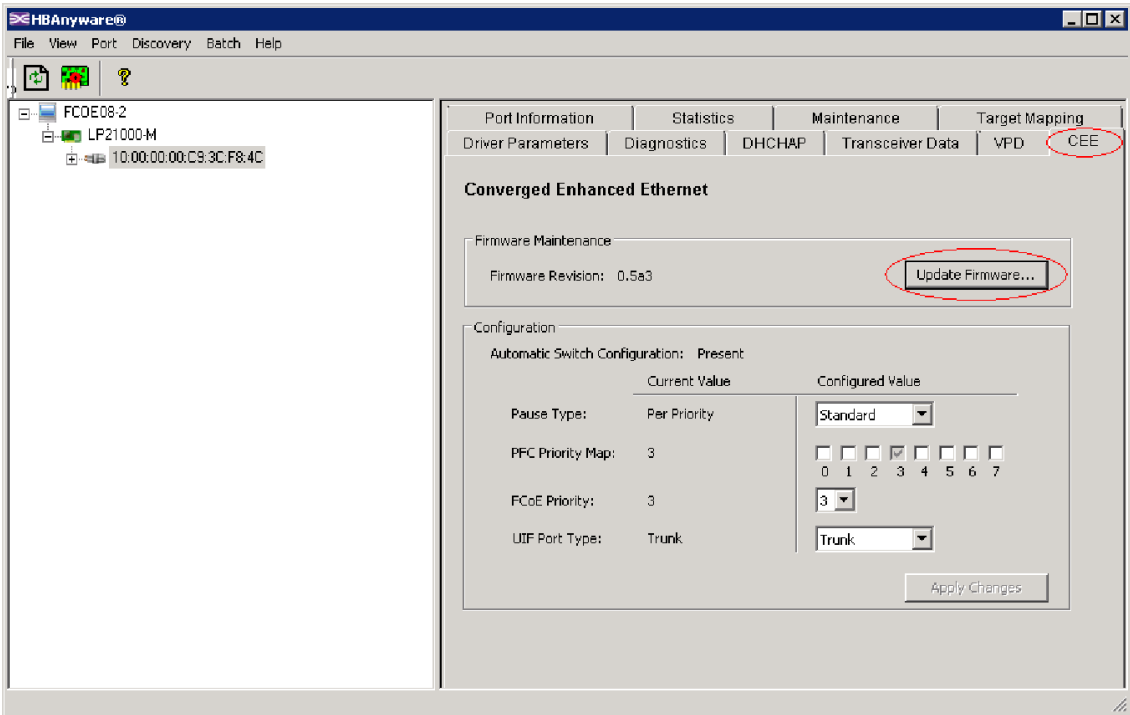 HBAnyware®
File View Port Discovery Batch Help
FCOE08-2
LP21000-M
10:00:00:00:C9:3C:F8:4C
Port Information Statistics Maintenance Target Mapping
Driver Parameters Diagnostics DHCHAP Transceiver Data VPD CEE
Converged Enhanced Ethernet
Firmware Maintenance
Firmware Revision: 0.5a3 Update Firmware...
Configuration
Automatic Switch Configuration: Present
Current Value Configured Value
Pause Type: Per Priority Standard
PFC Priority Map: 3
0 1 2 3 4 5 6 7
FCoE Priority: 3 3
UIF Port Type: Trunk Trunk
Apply Changes